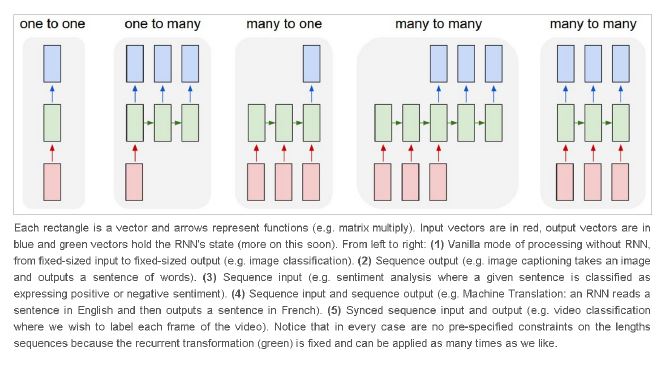 one to one one to many many to one many to many many to many
Each rectangle is a vector and arrows represent functions (e.g. matrix multiply). Input vectors are in red, output vectors are in
blue and green vectors hold the RNN's state (more on this soon). From left to right: (1) Vanilla mode of processing without RNN,
from fixed-sized input to fixed-sized output (e.g. image classification). (2) Sequence output (e.g. image captioning takes an image
and outputs a sentence of words). (3) Sequence input (e.g. sentiment analysis where a given sentence is classified as
expressing positive or negative sentiment). (4) Sequence input and sequence output (e.g. Machine Translation: an RNN reads a
sentence in English and then outputs a sentence in French). (5) Synced sequence input and output (e.g. video classification
where we wish to label each frame of the video). Notice that in every case are no pre-specified constraints on the lengths
sequences because the recurrent transformation (green) is fixed and can be applied as many times as we like.